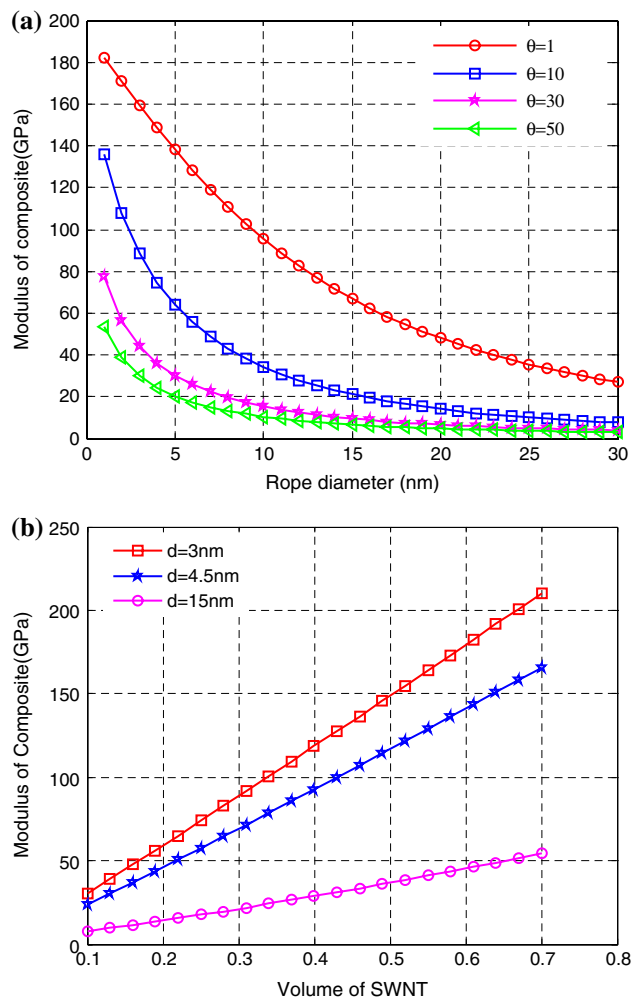 (a)
200
180
160
140
120
100
80
60
40
20
0
Modulus of composite(GPa)
θ=1
θ=10
θ=30
θ=50
0 5 10 15 20 25 30
Rope diameter (nm)
(b)
250
200
150
100
50
0
Modulus of Composite(GPa)
d=3nm
d=4.5nm
d=15nm
0.1 0.2 0.3 0.4 0.5 0.6 0.7 0.8
Volume of SWNT